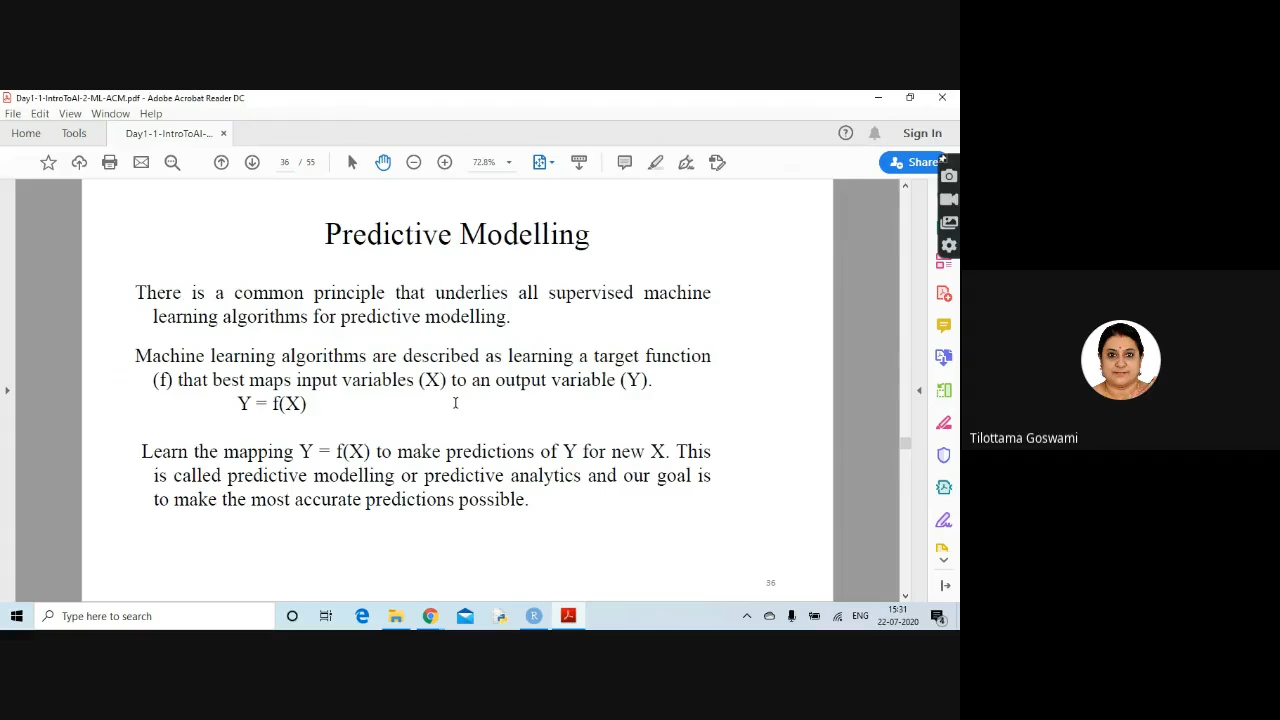 Day1-1-IntroToAI-2-ML-ACM.pdf - Adobe Acrobat Reader DC
File Edit View Window Help
Home Tools Day1-1-IntroToAI-... × Sign In
36 / 55 72.8% Share
Predictive Modelling
There is a common principle that underlies all supervised machine
learning algorithms for predictive modelling.
Machine learning algorithms are described as learning a target function
(f) that best maps input variables (X) to an output variable (Y).
Y = f(X)
Learn the mapping Y = f(X) to make predictions of Y for new X. This
is called predictive modelling or predictive analytics and our goal is
to make the most accurate predictions possible.
36
Tilottama Goswami
Type here to search
ENG
15:31
22-07-2020
4